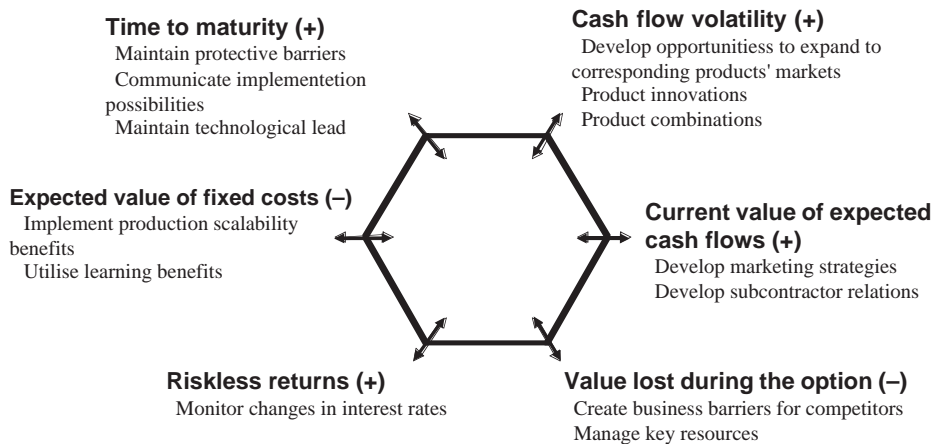 Time to maturity (+)
Maintain protective barriers
Communicate implementetion
possibilities
Maintain technological lead
Cash flow volatility (+)
Develop opportunitiess to expand to
corresponding products' markets
Product innovations
Product combinations
Expected value of fixed costs (–)
Implement production scalability
benefits
Utilise learning benefits
Current value of expected
cash flows (+)
Develop marketing strategies
Develop subcontractor relations
Riskless returns (+)
Monitor changes in interest rates
Value lost during the option (–)
Create business barriers for competitors
Manage key resources